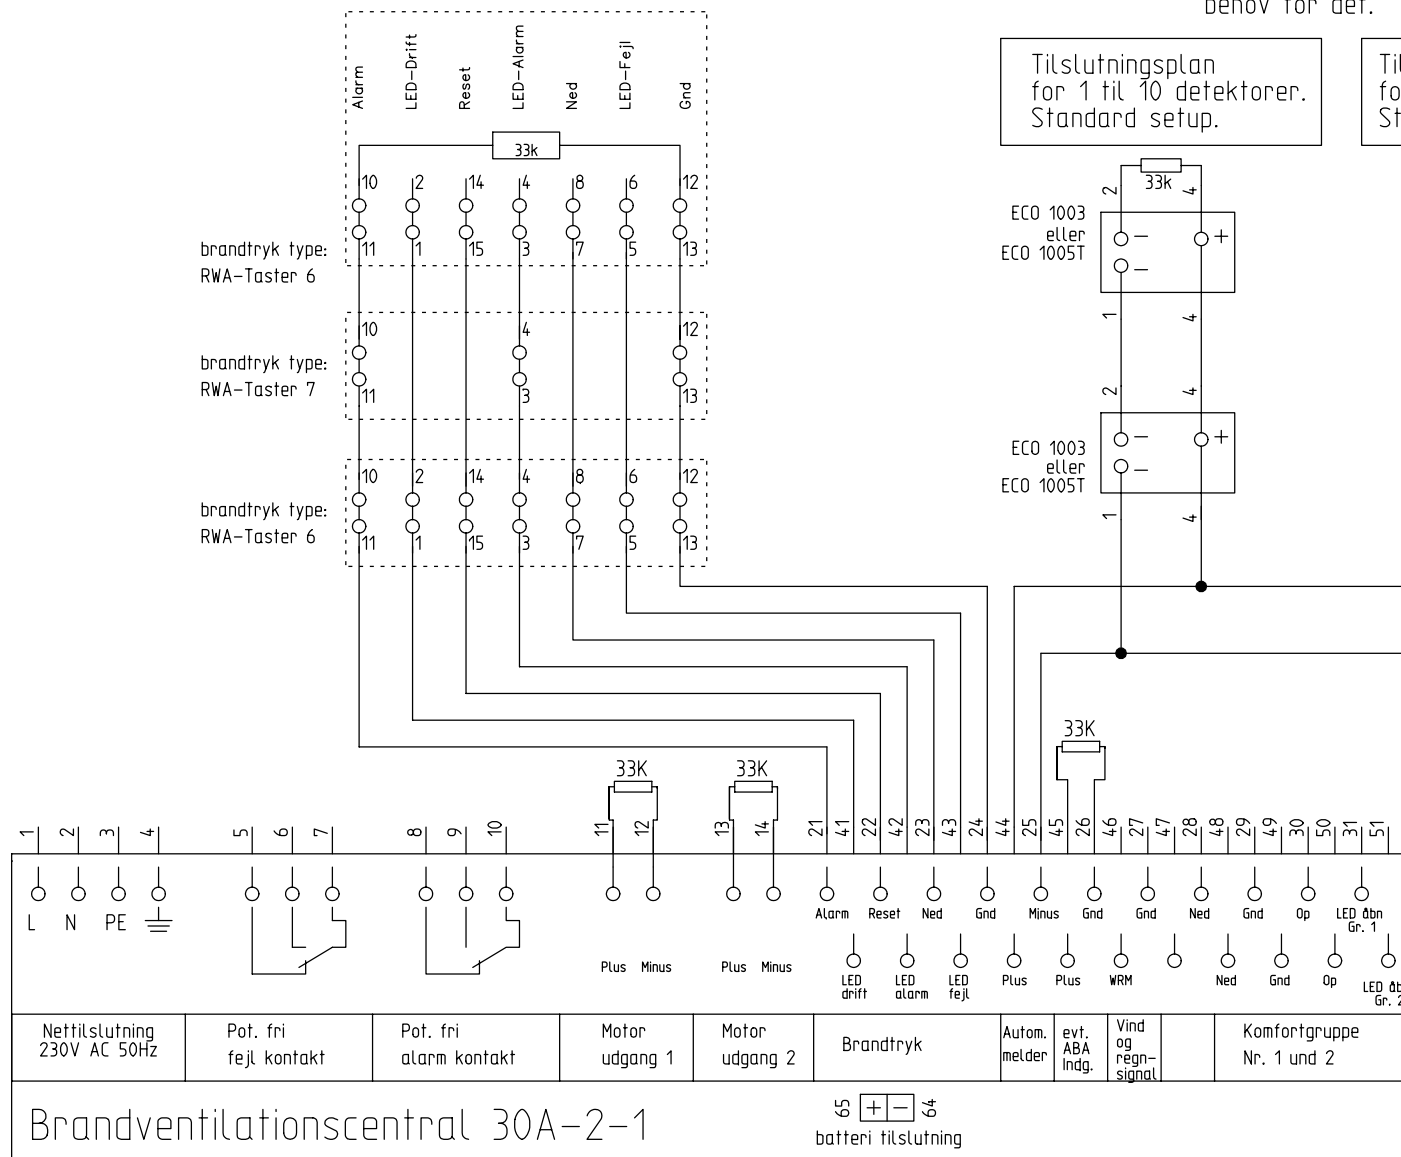 behov for det.
Tilslutningsplan
for 1 til 10 detektorer.
Standard setup.
Til
fo
St
Alarm
LED-Drift
Reset
LED-Alarm
Ned
LED-Fejl
Gnd
33k
10 2 14 4 8 6 12
11 1 15 3 7 5 13
brandtryk type:
RWA-Taster 6
10 4 12
11 3 13
brandtryk type:
RWA-Taster 7
10 2 14 4 8 6 12
11 1 15 3 7 5 13
brandtryk type:
RWA-Taster 6
33k
2 4
ECO 1003
eller
ECO 1005T
- +
-
1 4
2 4
ECO 1003
eller
ECO 1005T
- +
-
1 4
33K
33K
33K
1 2 3 4 5 6 7 8 9 10 11 12 13 14 21 41 22 42 23 43 24 44 25 45 26 46 27 47 28 48 29 49 30 50 31 51
L N PE
Alarm Reset Ned Gnd Minus Gnd Gnd Ned Gnd Op LED åbn
Gr. 1
Plus Minus
Plus Minus
LED
drift
LED
alarm
LED
fejl
Plus Plus WRM Ned Gnd Op
LED åb
Gr. 2
Nettilslutning
230V AC 50Hz
Pot. fri
fejl kontakt
Pot. fri
alarm kontakt
Motor
udgang 1
Motor
udgang 2
Brandtryk
Autom.
melder
evt.
ABA
Indg.
Vind
og
regn-
signal
Komfortgruppe
Nr. 1 und 2
Brandventilationscentral 30A-2-1
65 + - 64
batteri tilslutning